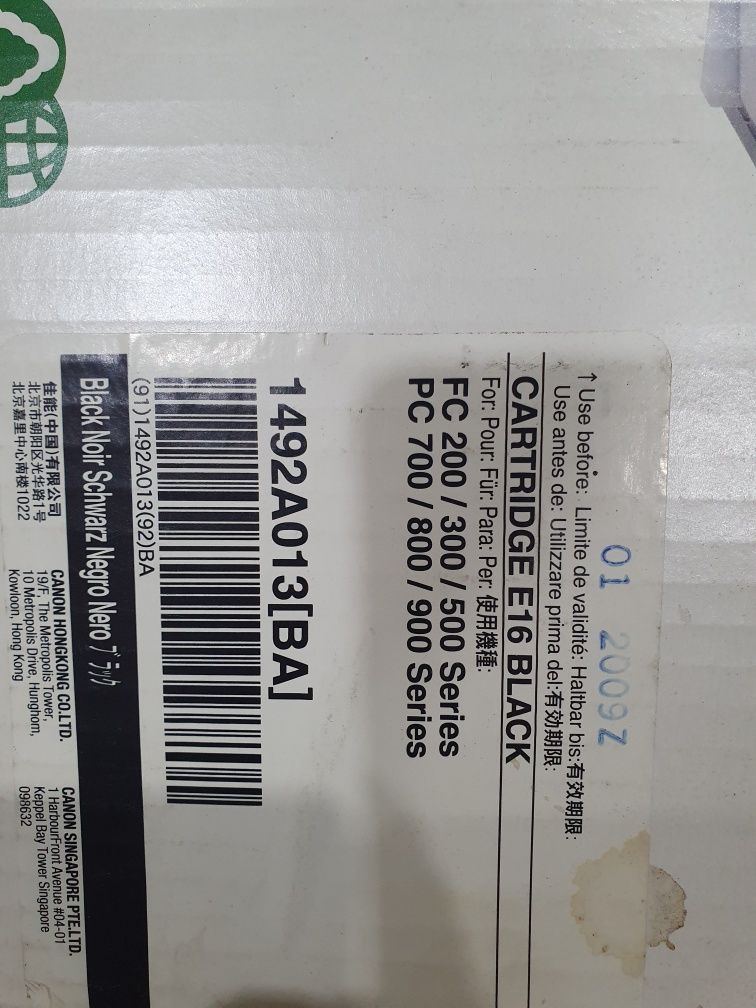 01 2009Z
↑Use before: Limite de validité: Haltbar bis:有效期限:
Use antes de: Utilizzare prima del:有効期限:
CARTRIDGE E16 BLACK
For: Pour: Für: Para: Per: 使用機種:
FC 200 / 300 / 500 Series
PC 700 / 800 / 900 Series
1492A013[BA]
(91)1492A013(92)BA
Black Noir Schwarz Negro Nero ブラック
佳能(中国)有限公司
北京市朝阳区光华路1号
北京嘉里中心南楼1022
CANON HONGKONG CO.LTD.
19/F, The Metropolis Tower,
10 Metropolis Drive, Hunghom,
Kowloon, Hong Kong
CANON SINGAPORE PTE.LTD.
1 HarbourFront Avenue #04-01
Keppel Bay Tower Singapore
098632